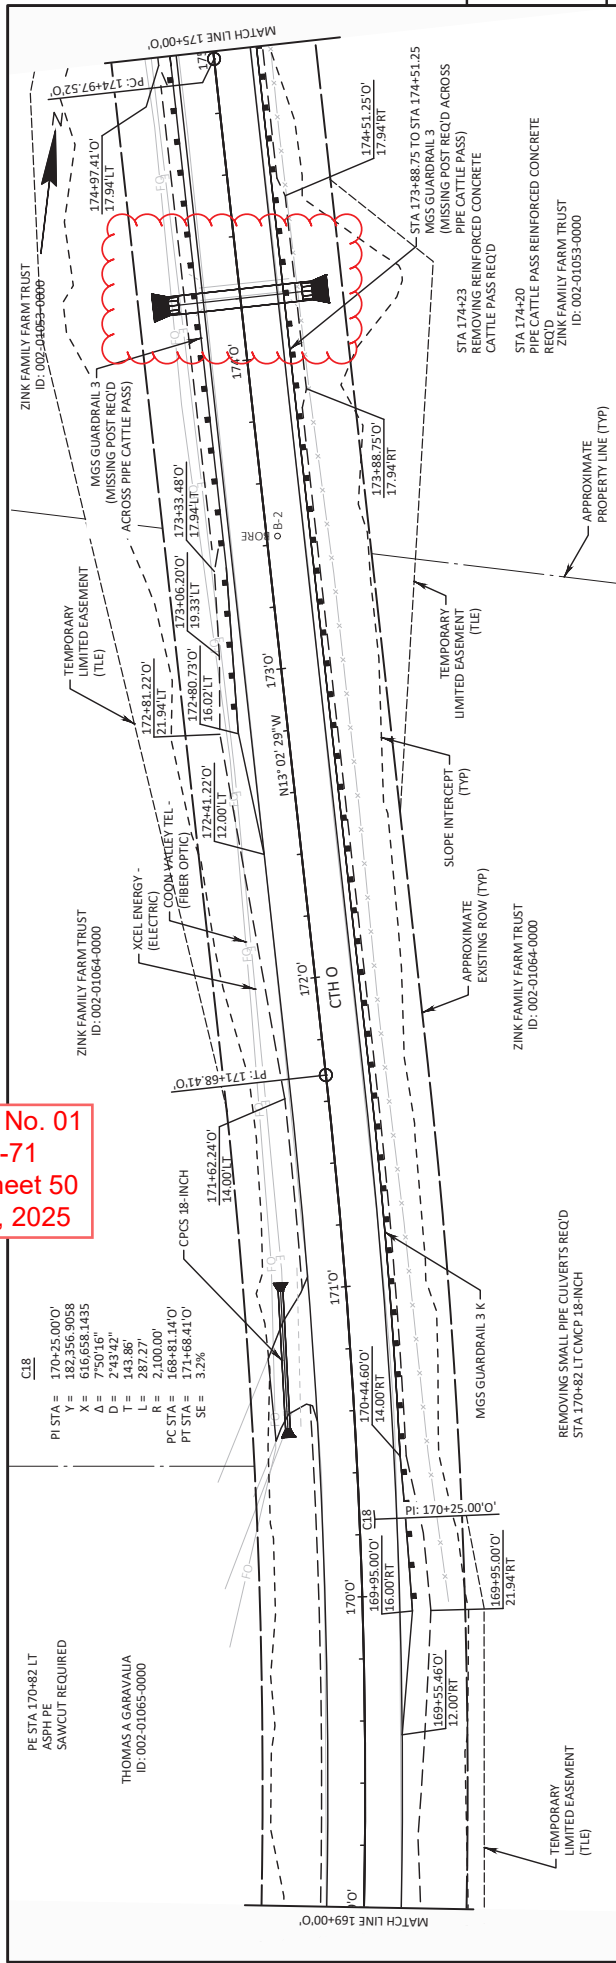 MATCH LINE 175+00'O'
PC: 174+97.52'O'
175
N
174+97.41'O'
17.94'LT
ZINK FAMILY FARM TRUST
ID: 002-01053-0000
MGS GUARDRAIL 3
(MISSING POST REQ'D
ACROSS PIPE CATTLE PASS)
174+51.25'O'
17.94'RT
STA 173+88.75 TO STA 174+51.25
MGS GUARDRAIL 3
(MISSING POST REQ'D ACROSS
PIPE CATTLE PASS)
STA 174+23
REMOVING REINFORCED CONCRETE
CATTLE PASS REQ'D
STA 174+20
PIPE CATTLE PASS REINFORCED CONCRETE
REQ'D
ZINK FAMILY FARM TRUST
ID: 002-01053-0000
174'O'
173+88.75'O'
17.94'RT
APPROXIMATE
PROPERTY LINE (TYP)
173+33.48'O'
17.94'LT
BORE B-2
173+06.20'O'
19.33'LT
TEMPORARY
LIMITED EASEMENT
(TLE)
172+81.22'O'
21.94'LT
172+80.73'O'
16.02'LT
173'O'
TEMPORARY
LIMITED EASEMENT
(TLE)
N13° 02' 29"W
172+41.22'O'
12.00'LT
SLOPE INTERCEPT
(TYP)
XCEL ENERGY -
(ELECTRIC)
COON VALLEY TEL -
(FIBER OPTIC)
ZINK FAMILY FARM TRUST
ID: 002-01064-0000
172'O'
CTH O
APPROXIMATE
EXISTING ROW (TYP)
ZINK FAMILY FARM TRUST
ID: 002-01064-0000
PT: 171+68.41'O'
171+62.24'O'
14.00'LT
No. 01
-71
eet 50
, 2025
CPCS 18-INCH
FO
E
171'O'
C18
PI STA = 170+25.00'O'
Y = 182,356.9058
X = 616,658.1435
Δ = 7°50'16"
D = 2°43'42"
T = 143.86'
L = 287.27'
R = 2,100.00'
PC STA = 168+81.14'O'
PT STA = 171+68.41'O'
SE = 3.2%
170+44.60'O'
14.00'RT
MGS GUARDRAIL 3 K
REMOVING SMALL PIPE CULVERTS REQ'D
STA 170+82 LT CMCP 18-INCH
C18
PI: 170+25.00'O'
169+95.00'O'
16.00'RT
170'O'
169+95.00'O'
21.94'RT
169+55.46'O'
12.00'RT
PE STA 170+82 LT
ASPH PE
SAWCUT REQUIRED
THOMAS A GARAVALIA
ID: 002-01065-0000
TEMPORARY
LIMITED EASEMENT
(TLE)
MATCH LINE 169+00'O'